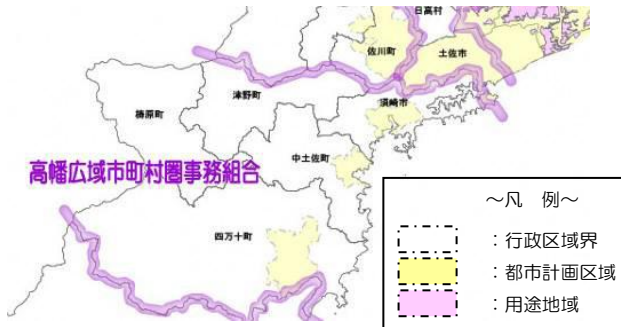 日高村
佐川町
土佐市
津野町
須崎市
梼原町
中土佐町
高幡広域市町村圏事務組合
四万十町
～凡 例～
：行政区域界
：都市計画区域
：用途地域